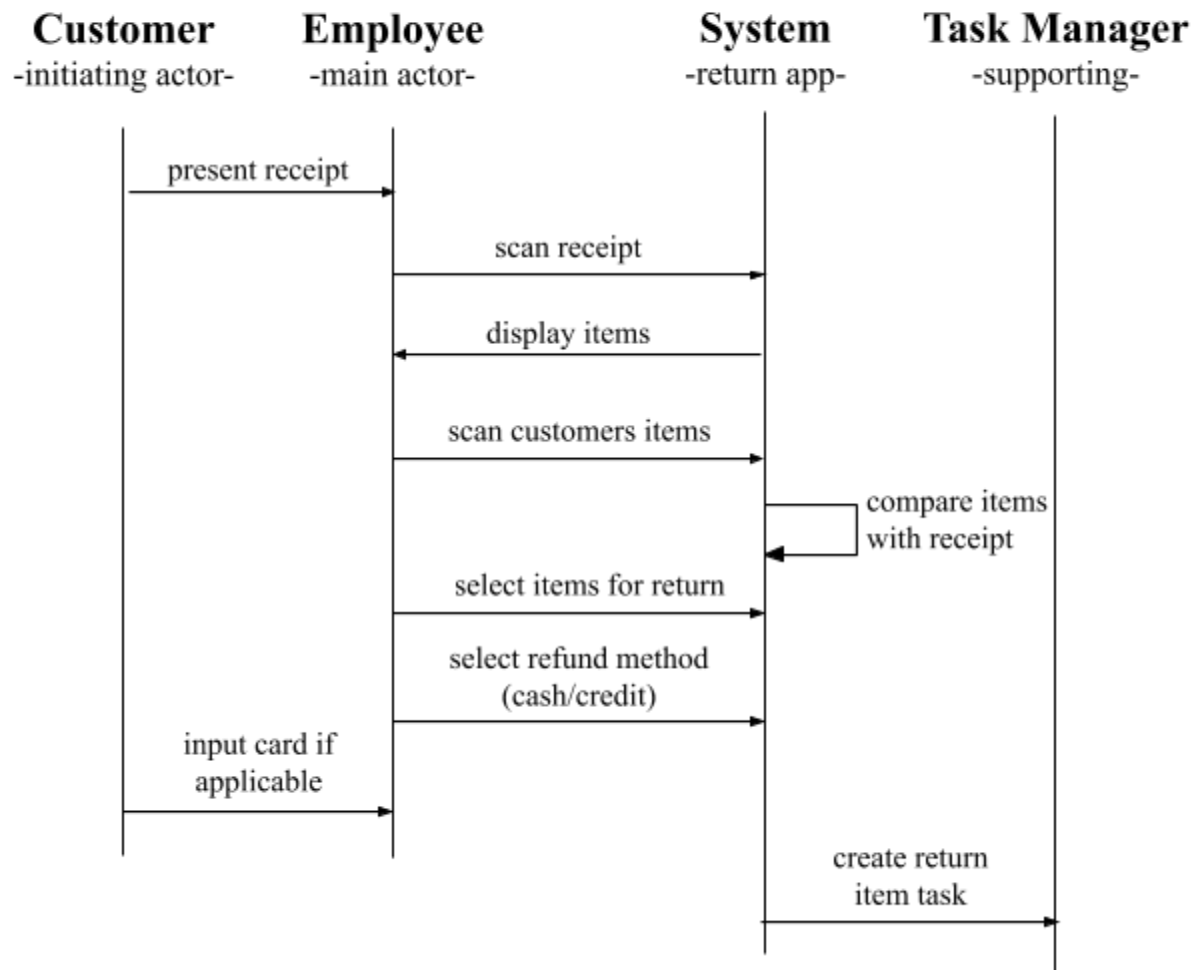 Customer
Employee
System
Task Manager
-initiating actor-
-main actor-
-return app-
-supporting-
present receipt
scan receipt
display items
scan customers items
compare items
with receipt
select items for return
select refund method
(cash/credit)
input card if
applicable
create return
item task